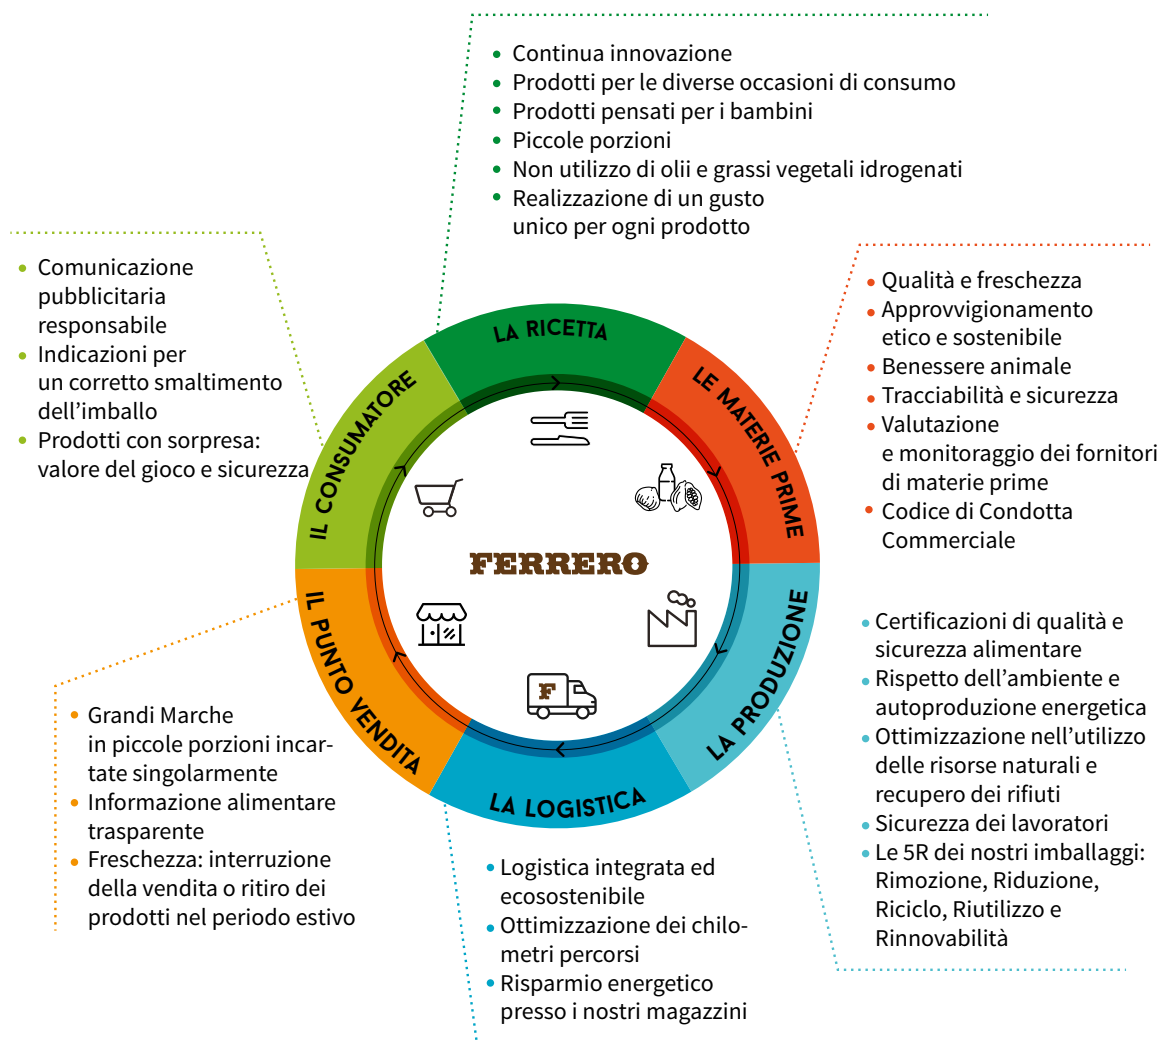 Continua innovazione
Prodotti per le diverse occasioni di consumo
Prodotti pensati per i bambini
Piccole porzioni
Non utilizzo di olii e grassi vegetali idrogenati
Realizzazione di un gusto
unico per ogni prodotto
Comunicazione
pubblicitaria
responsabile
Indicazioni per
un corretto smaltimento
dell'imballo
Prodotti con sorpresa:
valore del gioco e sicurezza
Qualità e freschezza
Approvvigionamento
etico e sostenibile
Benessere animale
Tracciabilità e sicurezza
Valutazione
e monitoraggio dei fornitori
di materie prime
Codice di Condotta
Commerciale
LA RICETTA
LE MATERIE PRIME
LA PRODUZIONE
LA LOGISTICA
IL PUNTO VENDITA
IL CONSUMATORE
FERRERO
F
Certificazioni di qualità e
sicurezza alimentare
Rispetto dell'ambiente e
autoproduzione energetica
Ottimizzazione nell'utilizzo
delle risorse naturali e
recupero dei rifiuti
Sicurezza dei lavoratori
Le 5R dei nostri imballaggi:
Rimozione, Riduzione,
Riciclo, Riutilizzo e
Rinnovabilità
Grandi Marche
in piccole porzioni incar-
tate singolarmente
Informazione alimentare
trasparente
Freschezza: interruzione
della vendita o ritiro dei
prodotti nel periodo estivo
Logistica integrata ed
ecosostenibile
Ottimizzazione dei chilo-
metri percorsi
Risparmio energetico
presso i nostri magazzini